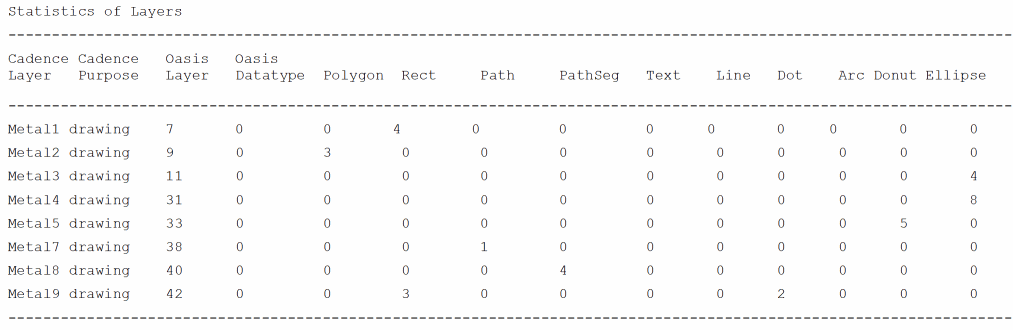 Statistics of Layers
--------------------------------------------------------------------------------------------------------------------
Cadence Cadence   Oasis   Oasis
Layer   Purpose   Layer   Datatype  Polygon  Rect     Path     PathSeg   Text    Line   Dot    Arc Donut Ellipse
--------------------------------------------------------------------------------------------------------------------
Metal1 drawing    7       0         0       4        0         0         0      0       0     0       0       0
Metal2 drawing    9       0         3        0        0        0         0       0      0      0      0       0
Metal3 drawing    11      0         0        0        0        0         0       0      0      0      0       4
Metal4 drawing    31      0         0        0        0        0         0       0      0      0      0       8
Metal5 drawing    33      0         0        0        0        0         0       0      0      0      5       0
Metal7 drawing    38      0         0        0        1        0         0       0      0      0      0       0
Metal8 drawing    40      0         0        0        0        4         0       0      0      0      0       0
Metal9 drawing    42      0         0        3        0        0         0       0      2      0      0       0
--------------------------------------------------------------------------------------------------------------------